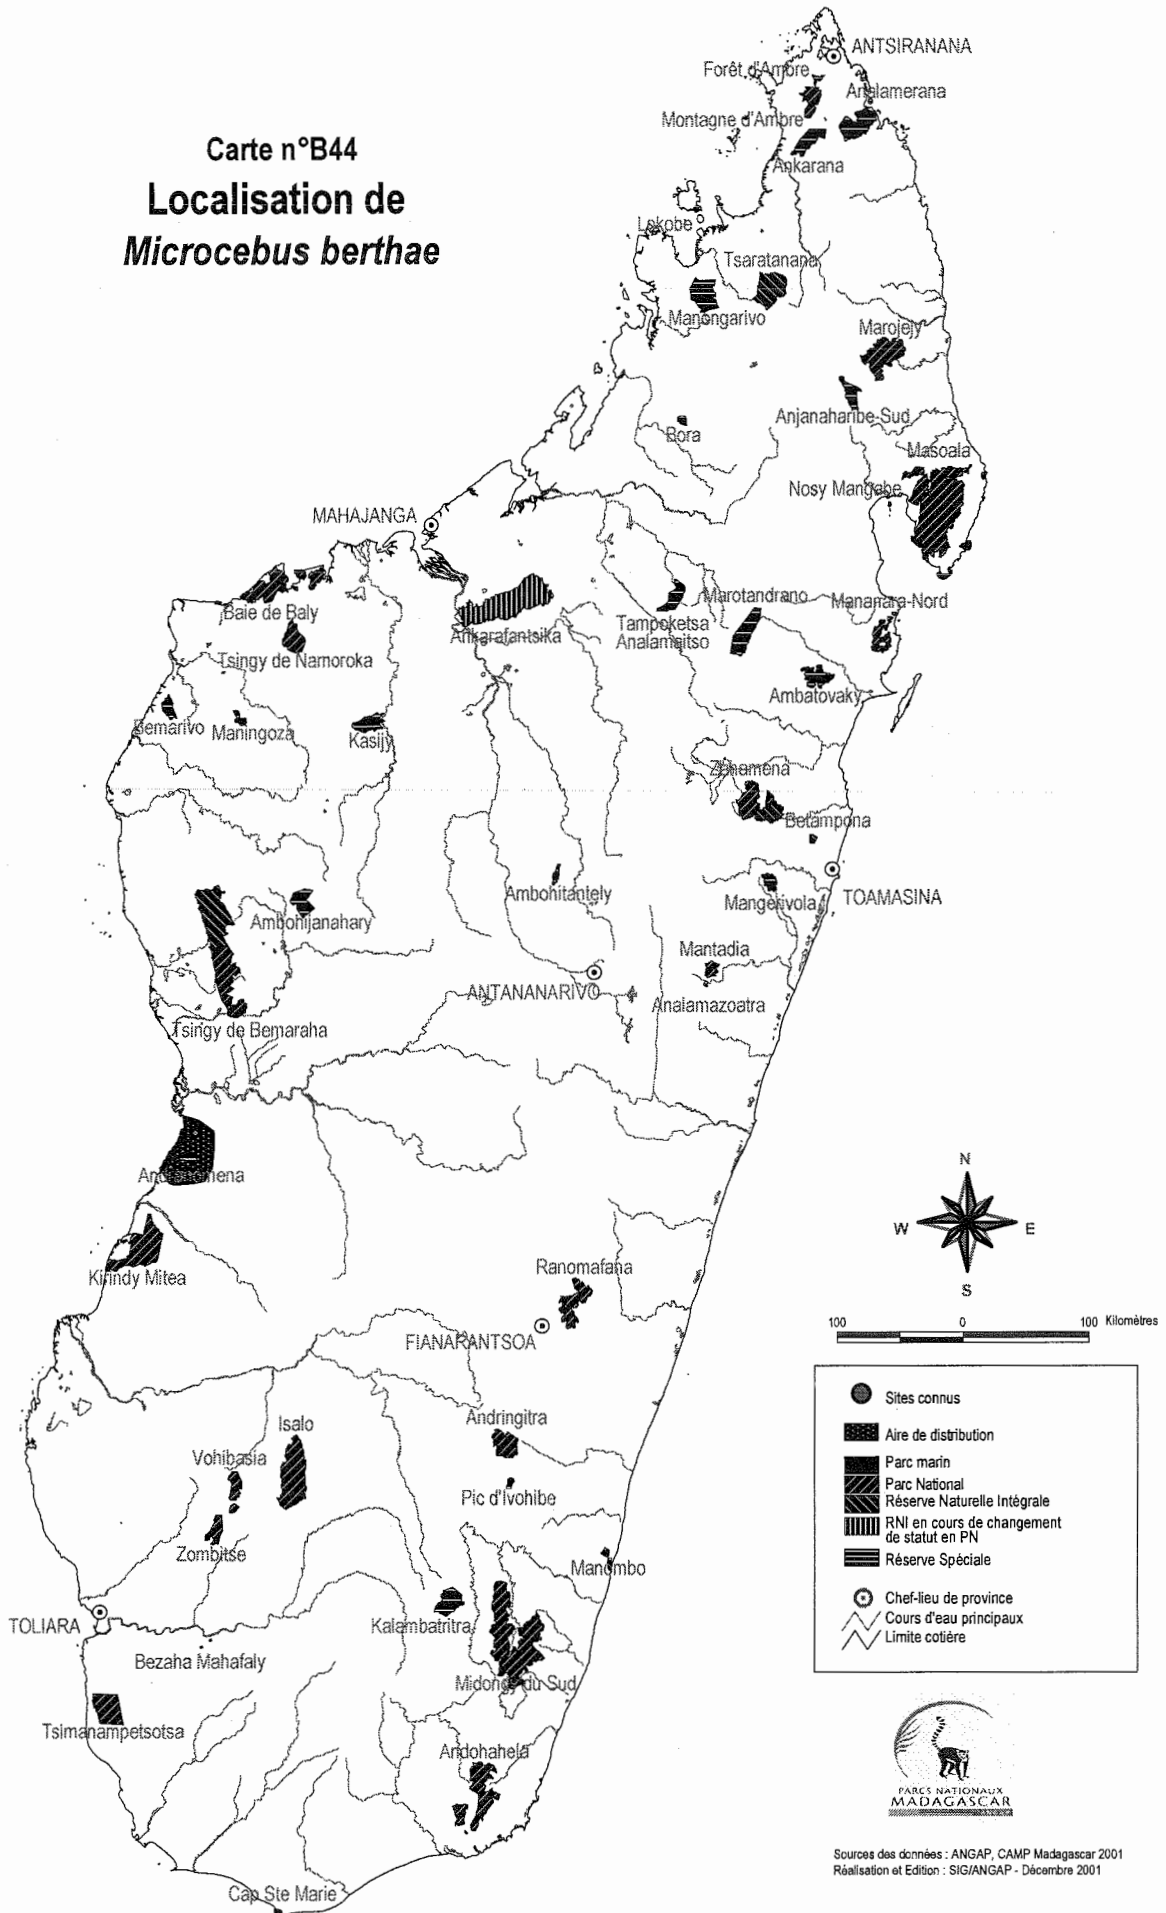 Carte n°B44
Localisation de
Microcebus berthae
ANTSIRANANA
Forêt d'Ambre
Analamerana
Montagne d'Ambre
Ankarana
Lokobe
Tsaratanana
Manongarivo
Marojejy
Anjanaharibe-Sud
Bora
Masoala
Nosy Mangabe
MAHAJANGA
Baie de Baly
Ankarafantsika
Marotandrano
Mananara-Nord
Tampoketsa
Analamaitso
Tsingy de Namoroka
Ambatovaky
Bemarivo
Maningoza
Kasijy
Zahamena
Betampona
Ambohitantely
Mangerivola
TOAMASINA
Ambohijanahary
Mantadia
ANTANANARIVO
Analamazoatra
Tsingy de Bemaraha
Andranomena
N
W
E
S
Kirindy Mitea
Ranomafana
FIANARANTSOA
100 0 100 Kilomètres
Sites connus
Aire de distribution
Parc marin
Parc National
Réserve Naturelle Intégrale
RNI en cours de changement
de statut en PN
Réserve Spéciale
Chef-lieu de province
Cours d'eau principaux
Limite cotière
Isalo
Andringitra
Vohibasia
Pic d'Ivohibe
Zombitse
Manombo
TOLIARA
Kalambatritra
Bezaha Mahafaly
Midongy du Sud
Tsimanampetsotsa
Andohahela
PARCS NATIONAUX
MADAGASCAR
Sources des données : ANGAP, CAMP Madagascar 2001
Réalisation et Edition : SIG/ANGAP - Décembre 2001
Cap Ste Marie